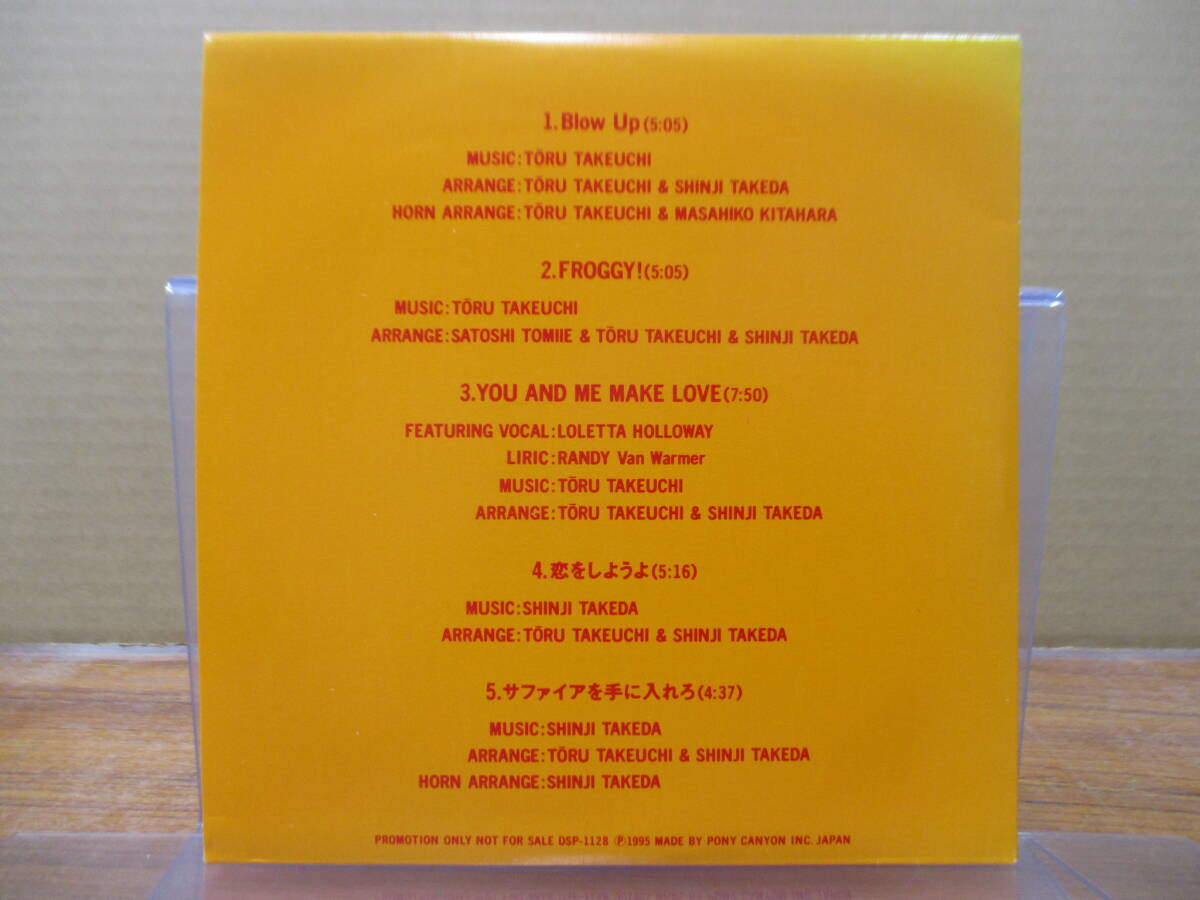 1.Blow Up(5:05)
MUSIC:TŌRU TAKEUCHI
ARRANGE:TŌRU TAKEUCHI & SHINJI TAKEDA
HORN ARRANGE:TŌRU TAKEUCHI & MASAHIKO KITAHARA
2.FROGGY!(5:05)
MUSIC:TŌRU TAKEUCHI
ARRANGE:SATOSHI TOMIIE & TŌRU TAKEUCHI & SHINJI TAKEDA
3.YOU AND ME MAKE LOVE(7:50)
FEATURING VOCAL:LOLETTA HOLLOWAY
LIRIC:RANDY Van Warmer
MUSIC:TŌRU TAKEUCHI
ARRANGE:TŌRU TAKEUCHI & SHINJI TAKEDA
4.恋をしようよ(5:16)
MUSIC:SHINJI TAKEDA
ARRANGE:TŌRU TAKEUCHI & SHINJI TAKEDA
5.サファイアを手に入れろ(4:37)
MUSIC:SHINJI TAKEDA
ARRANGE:TŌRU TAKEUCHI & SHINJI TAKEDA
HORN ARRANGE:SHINJI TAKEDA
PROMOTION ONLY NOT FOR SALE DSP-1128 Ⓟ1995 MADE BY PONY CANYON INC. JAPAN